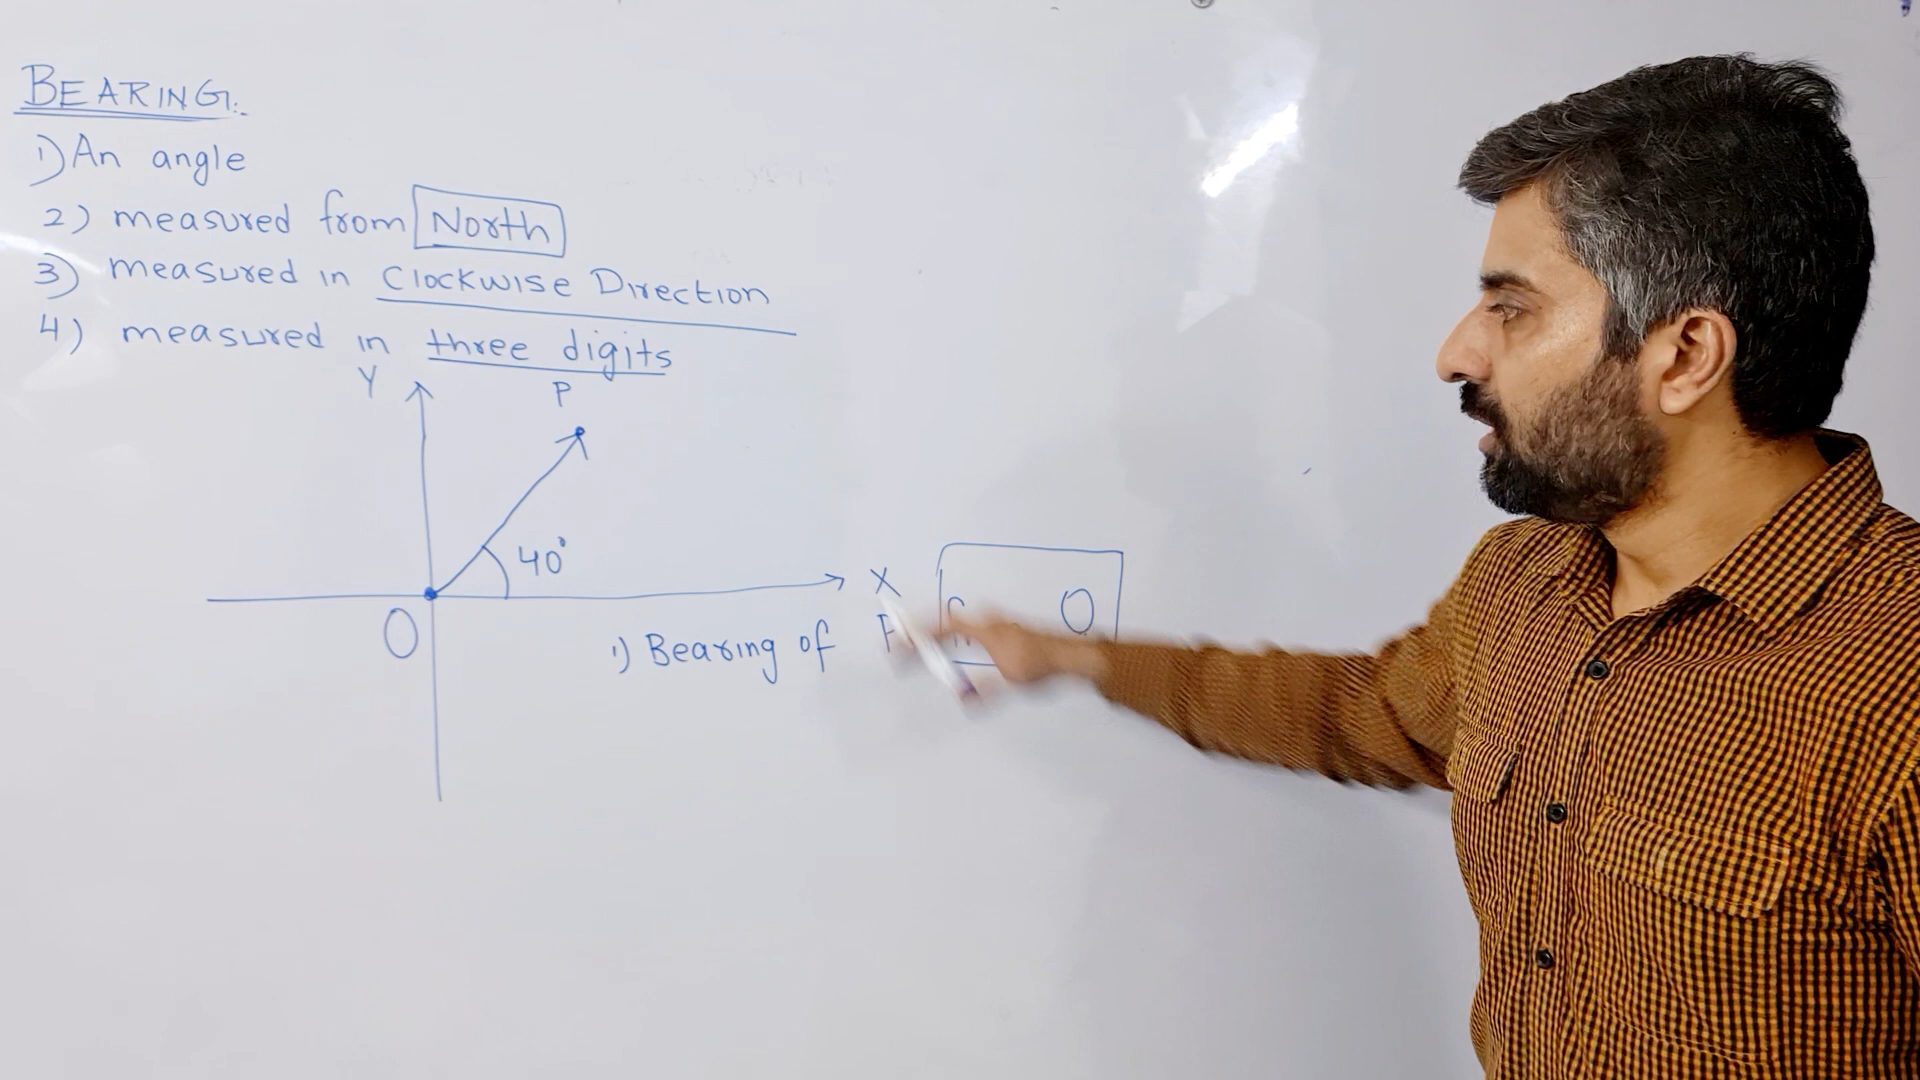 BEARING:
1) An angle
2) measured from North
3) measured in Clockwise Direction
4) measured in three digits
Y P
40°
X
O
1) Bearing of O